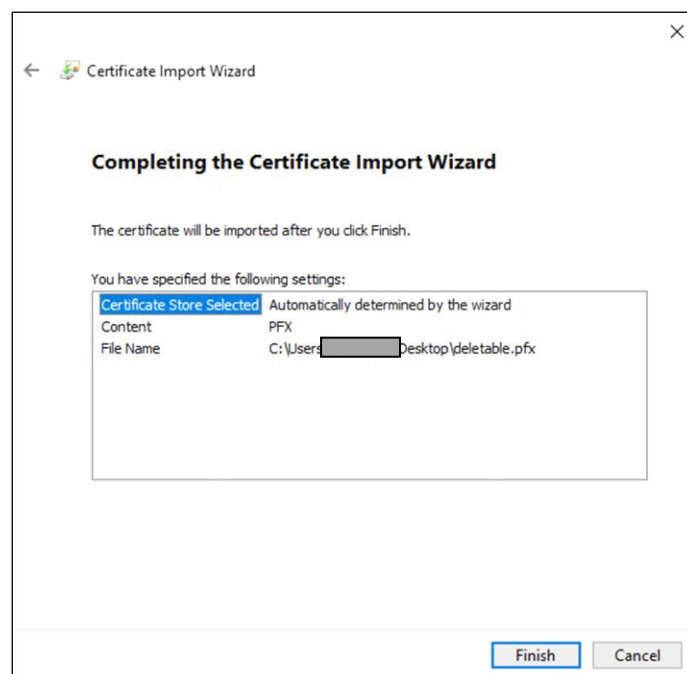 Certificate Import Wizard
Completing the Certificate Import Wizard
The certificate will be imported after you click Finish.
You have specified the following settings:
Certificate Store Selected Automatically determined by the wizard
Content PFX
File Name C:\Users Desktop\deletable.pfx
Finish Cancel